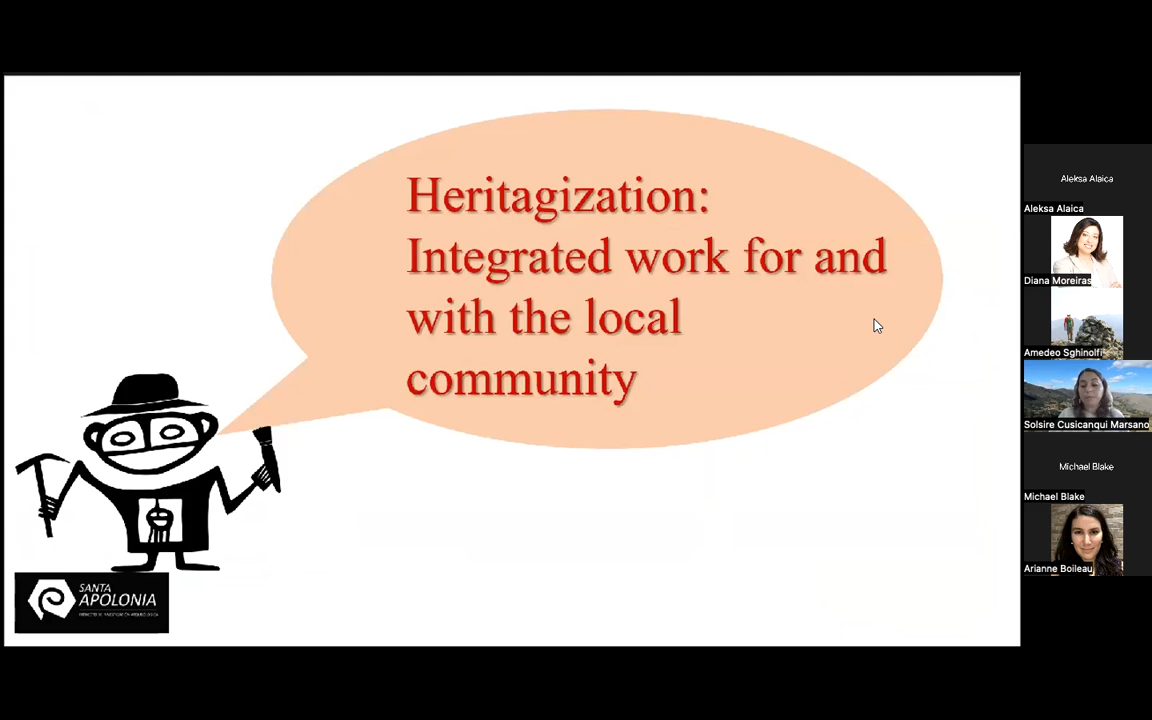 Heritagization:
Integrated work for and
with the local
community
SANTA
APOLONIA
Aleksa Alaica
Aleksa Alaica
Diana Moreiras
Amedeo Sghinolfi
Solsire Cusicanqui Marsano
Michael Blake
Michael Blake
Arianne Boileau